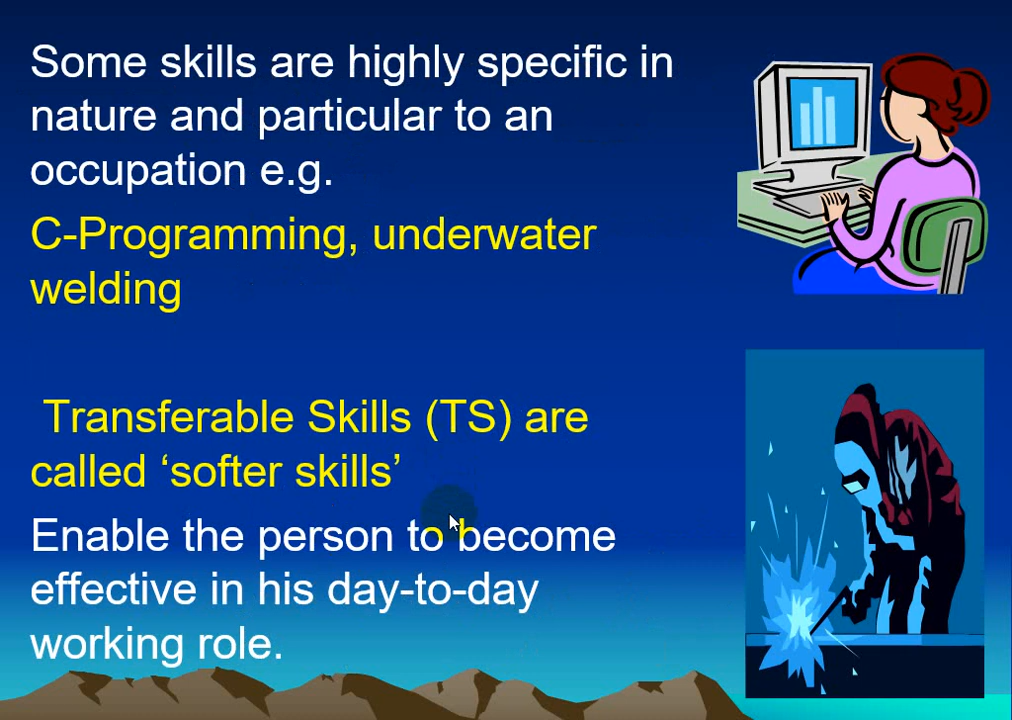 Some skills are highly specific in
nature and particular to an
occupation e.g.
C-Programming, underwater
welding
Transferable Skills (TS) are
called ‘softer skills’
Enable the person to become
effective in his day-to-day
working role.